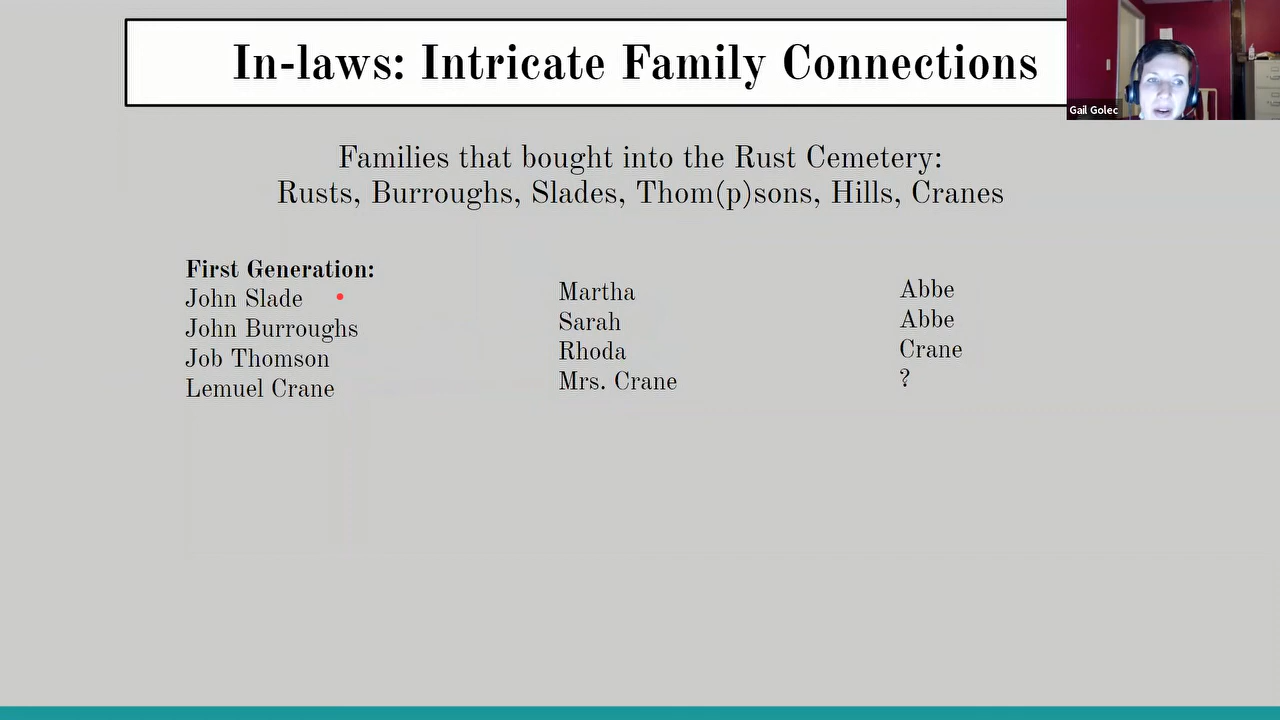 In-laws: Intricate Family Connections
Gail Golec
Families that bought into the Rust Cemetery:
Rusts, Burroughs, Slades, Thom(p)sons, Hills, Cranes
First Generation:
John Slade
John Burroughs
Job Thomson
Lemuel Crane
Martha
Sarah
Rhoda
Mrs. Crane
Abbe
Abbe
Crane
?